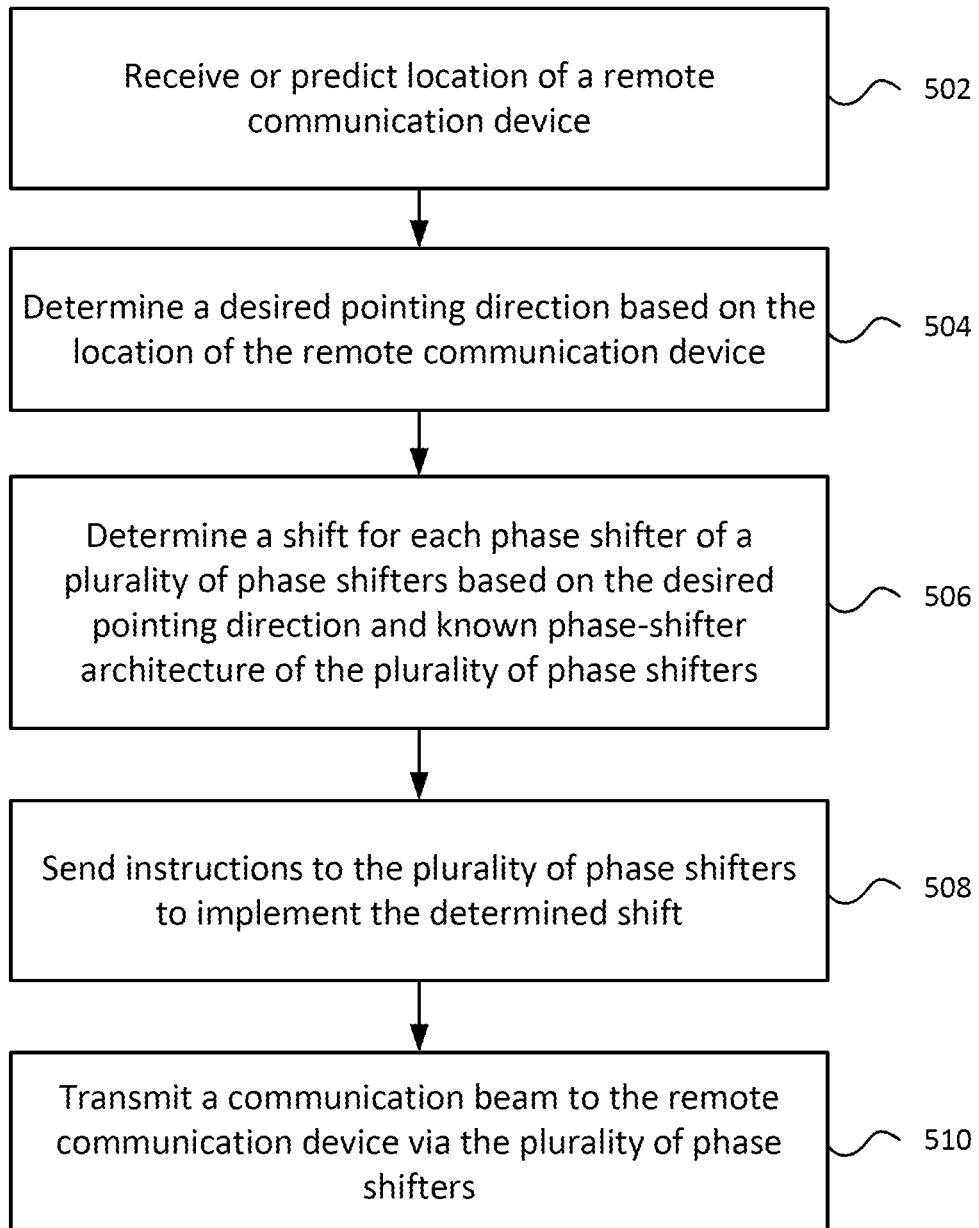 Receive or predict location of a remote
communication device
502
Determine a desired pointing direction based on the
location of the remote communication device
504
Determine a shift for each phase shifter of a
plurality of phase shifters based on the desired
pointing direction and known phase-shifter
architecture of the plurality of phase shifters
506
Send instructions to the plurality of phase shifters
to implement the determined shift
508
Transmit a communication beam to the remote
communication device via the plurality of phase
shifters
510